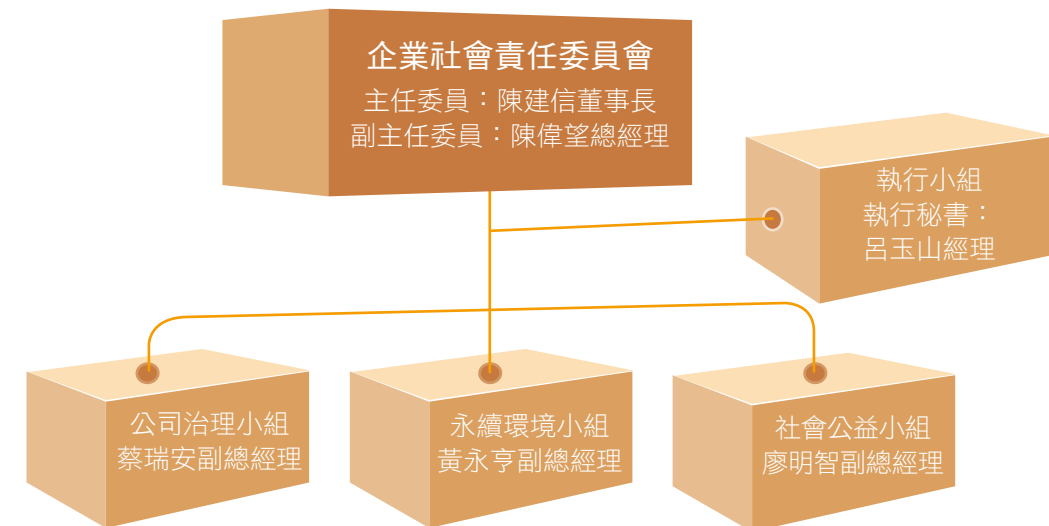 企業社會責任委員會
主任委員：陳建信董事長
副主任委員：陳偉望總經理
執行小組
執行秘書：
呂玉山經理
公司治理小組
蔡瑞安副總經理
永續環境小組
黃永亨副總經理
社會公益小組
廖明智副總經理